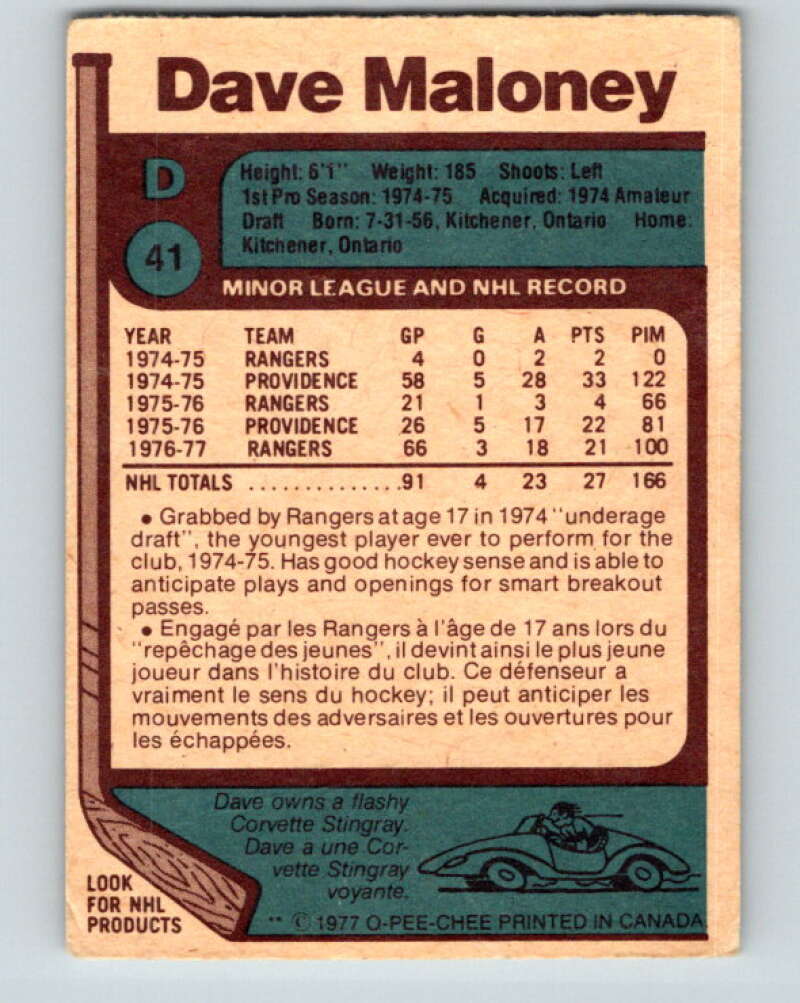 Dave Maloney
D
41
Height: 6'1" Weight: 185 Shoots: Left
1st Pro Season: 1974-75 Acquired: 1974 Amateur
Draft Born: 7-31-56, Kitchener, Ontario Home:
Kitchener, Ontario
MINOR LEAGUE AND NHL RECORD
YEAR TEAM GP G A PTS PIM
1974-75 RANGERS 4 0 2 2 0
1974-75 PROVIDENCE 58 5 28 33 122
1975-76 RANGERS 21 1 3 4 66
1975-76 PROVIDENCE 26 5 17 22 81
1976-77 RANGERS 66 3 18 21 100
NHL TOTALS ..............91 4 23 27 166
• Grabbed by Rangers at age 17 in 1974 "underage
draft", the youngest player ever to perform for the
club, 1974-75. Has good hockey sense and is able to
anticipate plays and openings for smart breakout
passes.
• Engagé par les Rangers à l'âge de 17 ans lors du
"repêchage des jeunes", il devint ainsi le plus jeune
joueur dans l'histoire du club. Ce défenseur a
vraiment le sens du hockey; il peut anticiper les
mouvements des adversaires et les ouvertures pour
les échappées.
Dave owns a flashy
Corvette Stingray.
Dave a une Cor-
vette Stingray
voyante.
LOOK
FOR NHL
PRODUCTS
** © 1977 O-PEE-CHEE PRINTED IN CANADA